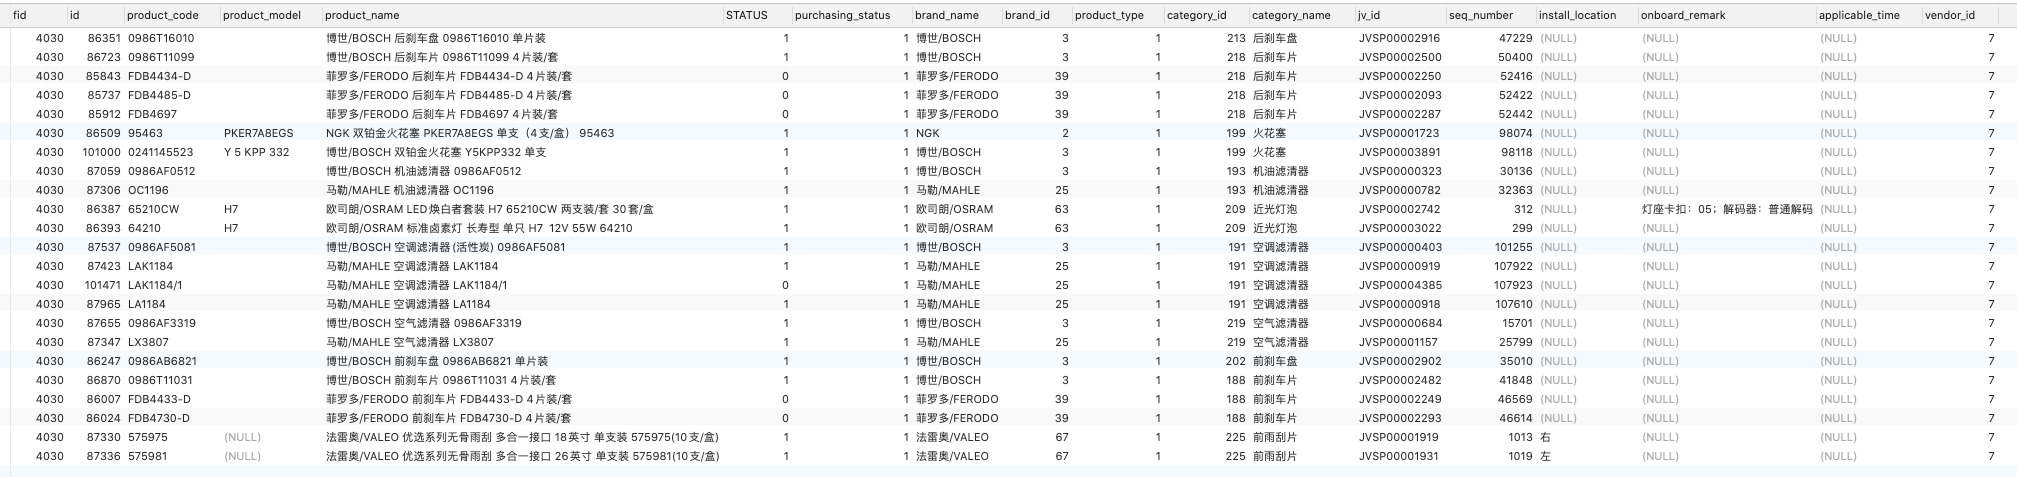 fid id product_code product_model product_name STATUS purchasing_status brand_name brand_id product_type category_id category_name jv_id seq_number install_location onboard_remark applicable_time vendor_id
4030 86351 0986T16010 博世/BOSCH 后刹车盘 0986T16010 单片装 1 1 博世/BOSCH 3 1 213 后刹车盘 JVSP00002916 47229 (NULL) (NULL) (NULL) 7
4030 86723 0986T11099 博世/BOSCH 后刹车片 0986T11099 4片装/套 1 1 博世/BOSCH 3 1 218 后刹车片 JVSP00002500 50400 (NULL) (NULL) (NULL) 7
4030 85843 FDB4434-D 菲罗多/FERODO 后刹车片 FDB4434-D 4片装/套 0 1 菲罗多/FERODO 39 1 218 后刹车片 JVSP00002250 52416 (NULL) (NULL) (NULL) 7
4030 85737 FDB4485-D 菲罗多/FERODO 后刹车片 FDB4485-D 4片装/套 0 1 菲罗多/FERODO 39 1 218 后刹车片 JVSP00002093 52422 (NULL) (NULL) (NULL) 7
4030 85912 FDB4697 菲罗多/FERODO 后刹车片 FDB4697 4片装/套 0 1 菲罗多/FERODO 39 1 218 后刹车片 JVSP00002287 52442 (NULL) (NULL) (NULL) 7
4030 86509 95463 PKER7A8EGS NGK 双铂金火花塞 PKER7A8EGS 单支（4支/盒） 95463 1 1 NGK 2 1 199 火花塞 JVSP00001723 98074 (NULL) (NULL) (NULL) 7
4030 101000 0241145523 Y 5 KPP 332 博世/BOSCH 双铂金火花塞 Y5KPP332 单支 1 1 博世/BOSCH 3 1 199 火花塞 JVSP00003891 98118 (NULL) (NULL) (NULL) 7
4030 87059 0986AF0512 博世/BOSCH 机油滤清器 0986AF0512 1 1 博世/BOSCH 3 1 193 机油滤清器 JVSP00000323 30136 (NULL) (NULL) (NULL) 7
4030 87306 OC1196 马勒/MAHLE 机油滤清器 OC1196 1 1 马勒/MAHLE 25 1 193 机油滤清器 JVSP00000782 32363 (NULL) (NULL) (NULL) 7
4030 86387 65210CW H7 欧司朗/OSRAM LED焕白者套装 H7 65210CW 两支装/套 30套/盒 1 1 欧司朗/OSRAM 63 1 209 近光灯泡 JVSP00002742 312 (NULL) 灯座卡扣：05；解码器：普通解码 (NULL) 7
4030 86393 64210 H7 欧司朗/OSRAM 标准卤素灯 长寿型 单只 H7 12V 55W 64210 1 1 欧司朗/OSRAM 63 1 209 近光灯泡 JVSP00003022 299 (NULL) (NULL) (NULL) 7
4030 87537 0986AF5081 博世/BOSCH 空调滤清器(活性炭) 0986AF5081 1 1 博世/BOSCH 3 1 191 空调滤清器 JVSP00000403 101255 (NULL) (NULL) (NULL) 7
4030 87423 LAK1184 马勒/MAHLE 空调滤清器 LAK1184 1 1 马勒/MAHLE 25 1 191 空调滤清器 JVSP00000919 107922 (NULL) (NULL) (NULL) 7
4030 101471 LAK1184/1 马勒/MAHLE 空调滤清器 LAK1184/1 0 1 马勒/MAHLE 25 1 191 空调滤清器 JVSP00004385 107923 (NULL) (NULL) (NULL) 7
4030 87965 LA1184 马勒/MAHLE 空调滤清器 LA1184 1 1 马勒/MAHLE 25 1 191 空调滤清器 JVSP00000918 107610 (NULL) (NULL) (NULL) 7
4030 87655 0986AF3319 博世/BOSCH 空气滤清器 0986AF3319 1 1 博世/BOSCH 3 1 219 空气滤清器 JVSP00000684 15701 (NULL) (NULL) (NULL) 7
4030 87347 LX3807 马勒/MAHLE 空气滤清器 LX3807 1 1 马勒/MAHLE 25 1 219 空气滤清器 JVSP00001157 25799 (NULL) (NULL) (NULL) 7
4030 86247 0986AB6821 博世/BOSCH 前刹车盘 0986AB6821 单片装 1 1 博世/BOSCH 3 1 202 前刹车盘 JVSP00002902 35010 (NULL) (NULL) (NULL) 7
4030 86870 0986T11031 博世/BOSCH 前刹车片 0986T11031 4片装/套 1 1 博世/BOSCH 3 1 188 前刹车片 JVSP00002482 41848 (NULL) (NULL) (NULL) 7
4030 86007 FDB4433-D 菲罗多/FERODO 前刹车片 FDB4433-D 4片装/套 0 1 菲罗多/FERODO 39 1 188 前刹车片 JVSP00002249 46569 (NULL) (NULL) (NULL) 7
4030 86024 FDB4730-D 菲罗多/FERODO 前刹车片 FDB4730-D 4片装/套 0 1 菲罗多/FERODO 39 1 188 前刹车片 JVSP00002293 46614 (NULL) (NULL) (NULL) 7
4030 87330 575975 (NULL) 法雷奥/VALEO 优选系列无骨雨刮 多合一接口 18英寸 单支装 575975(10支/盒) 1 1 法雷奥/VALEO 67 1 225 前雨刮片 JVSP00001919 1013 右 (NULL) (NULL) 7
4030 87336 575981 (NULL) 法雷奥/VALEO 优选系列无骨雨刮 多合一接口 26英寸 单支装 575981(10支/盒) 1 1 法雷奥/VALEO 67 1 225 前雨刮片 JVSP00001931 1019 左 (NULL) (NULL) 7